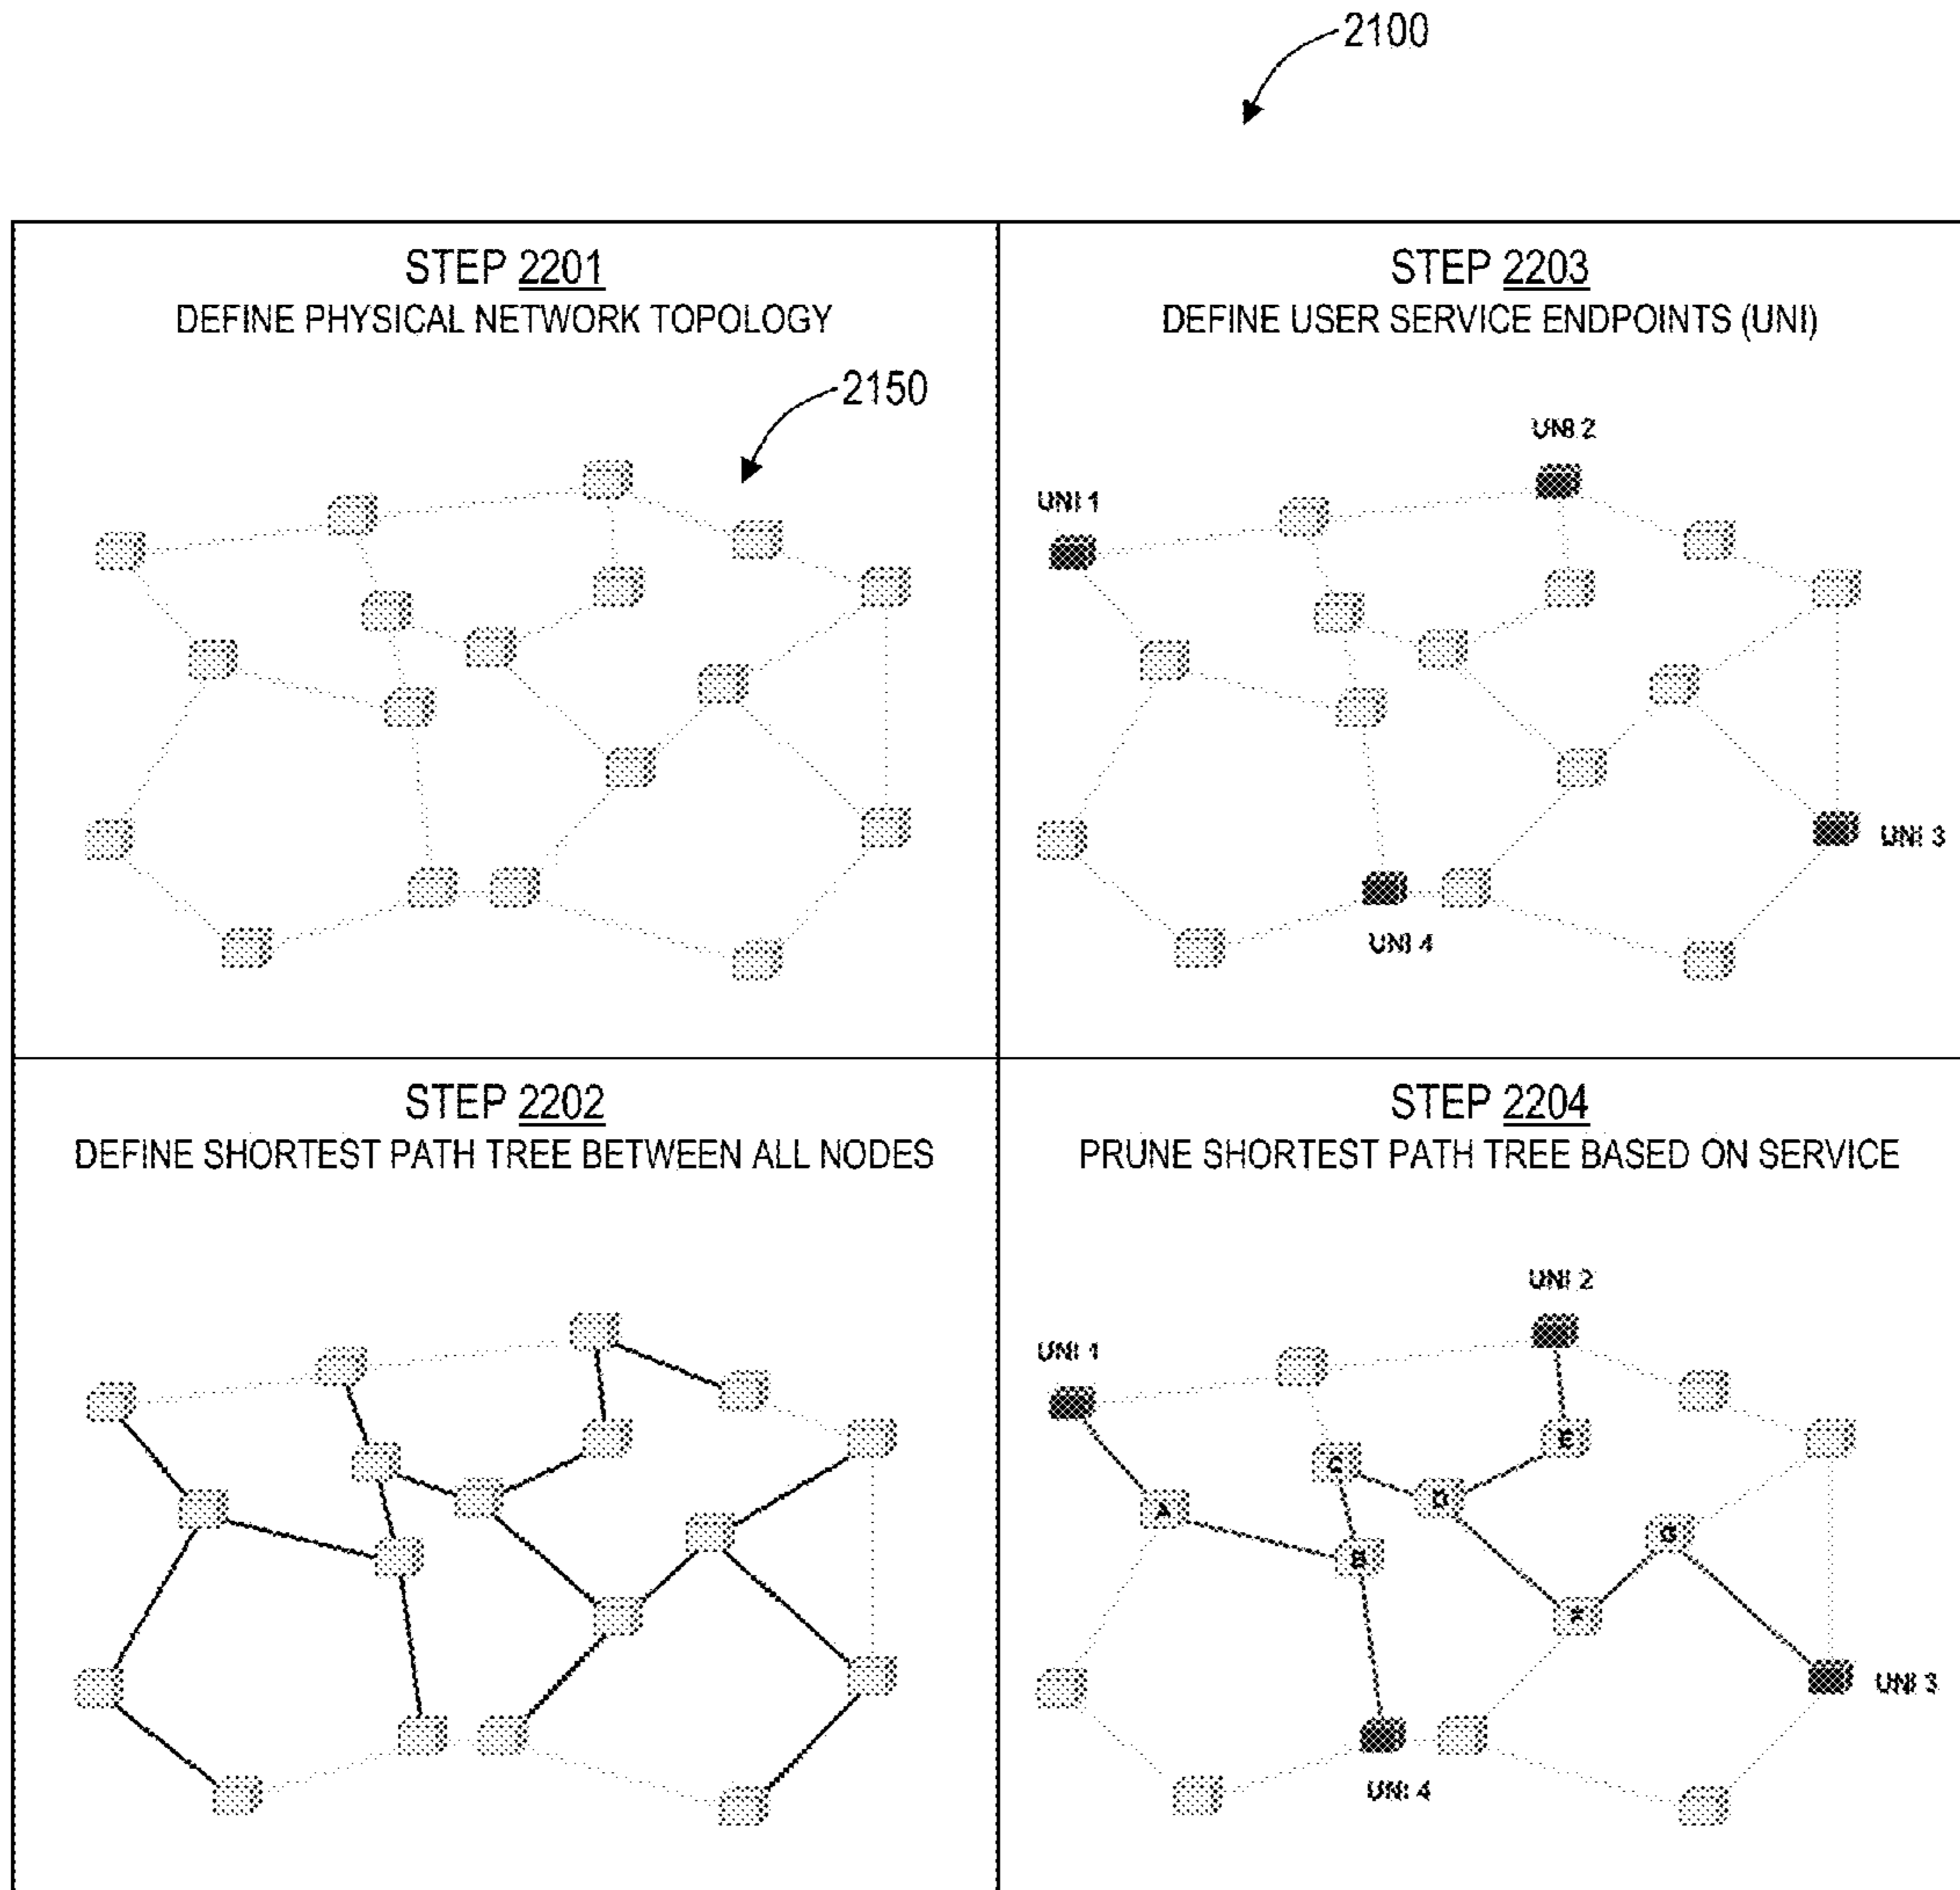 2100
STEP 2201
DEFINE PHYSICAL NETWORK TOPOLOGY
2150
STEP 2203
DEFINE USER SERVICE ENDPOINTS (UNI)
UNI 1
UNI 2
UNI 3
UNI 4
STEP 2202
DEFINE SHORTEST PATH TREE BETWEEN ALL NODES
STEP 2204
PRUNE SHORTEST PATH TREE BASED ON SERVICE
UNI 1
UNI 2
A
B
C
D
E
F
G
UNI 3
UNI 4